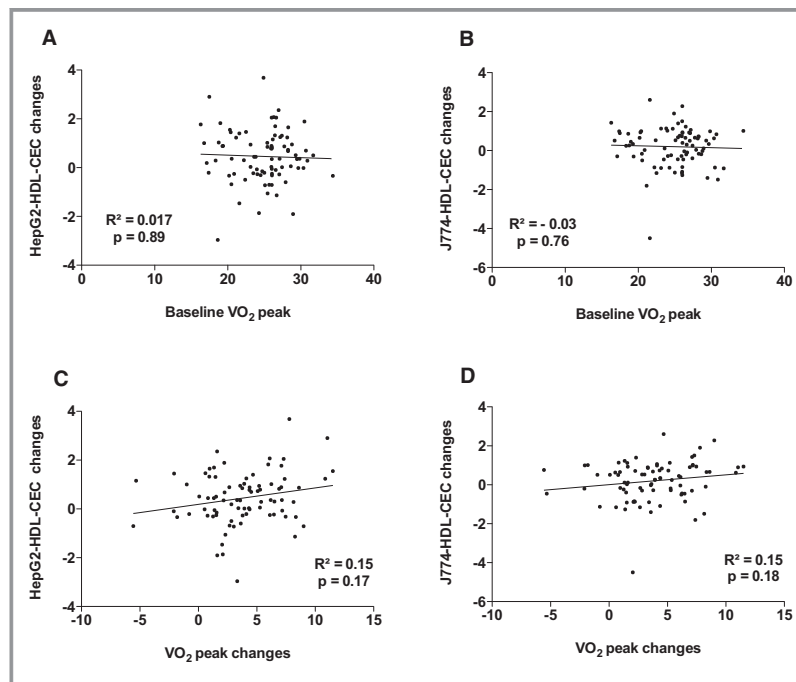 A
HepG2-HDL-CEC changes
4
2
0
-2
-4
R² = 0.017
p = 0.89
0 10 20 30 40
Baseline VO₂ peak
B
J774-HDL-CEC changes
4
2
0
-2
-4
-6
R² = - 0.03
p = 0.76
0 10 20 30 40
Baseline VO₂ peak
C
HepG2-HDL-CEC changes
4
2
0
-2
-4
R² = 0.15
p = 0.17
-10 -5 0 5 10 15
VO₂ peak changes
D
J774-HDL-CEC changes
4
2
0
-2
-4
-6
R² = 0.15
p = 0.18
-10 -5 0 5 10 15
VO₂ peak changes